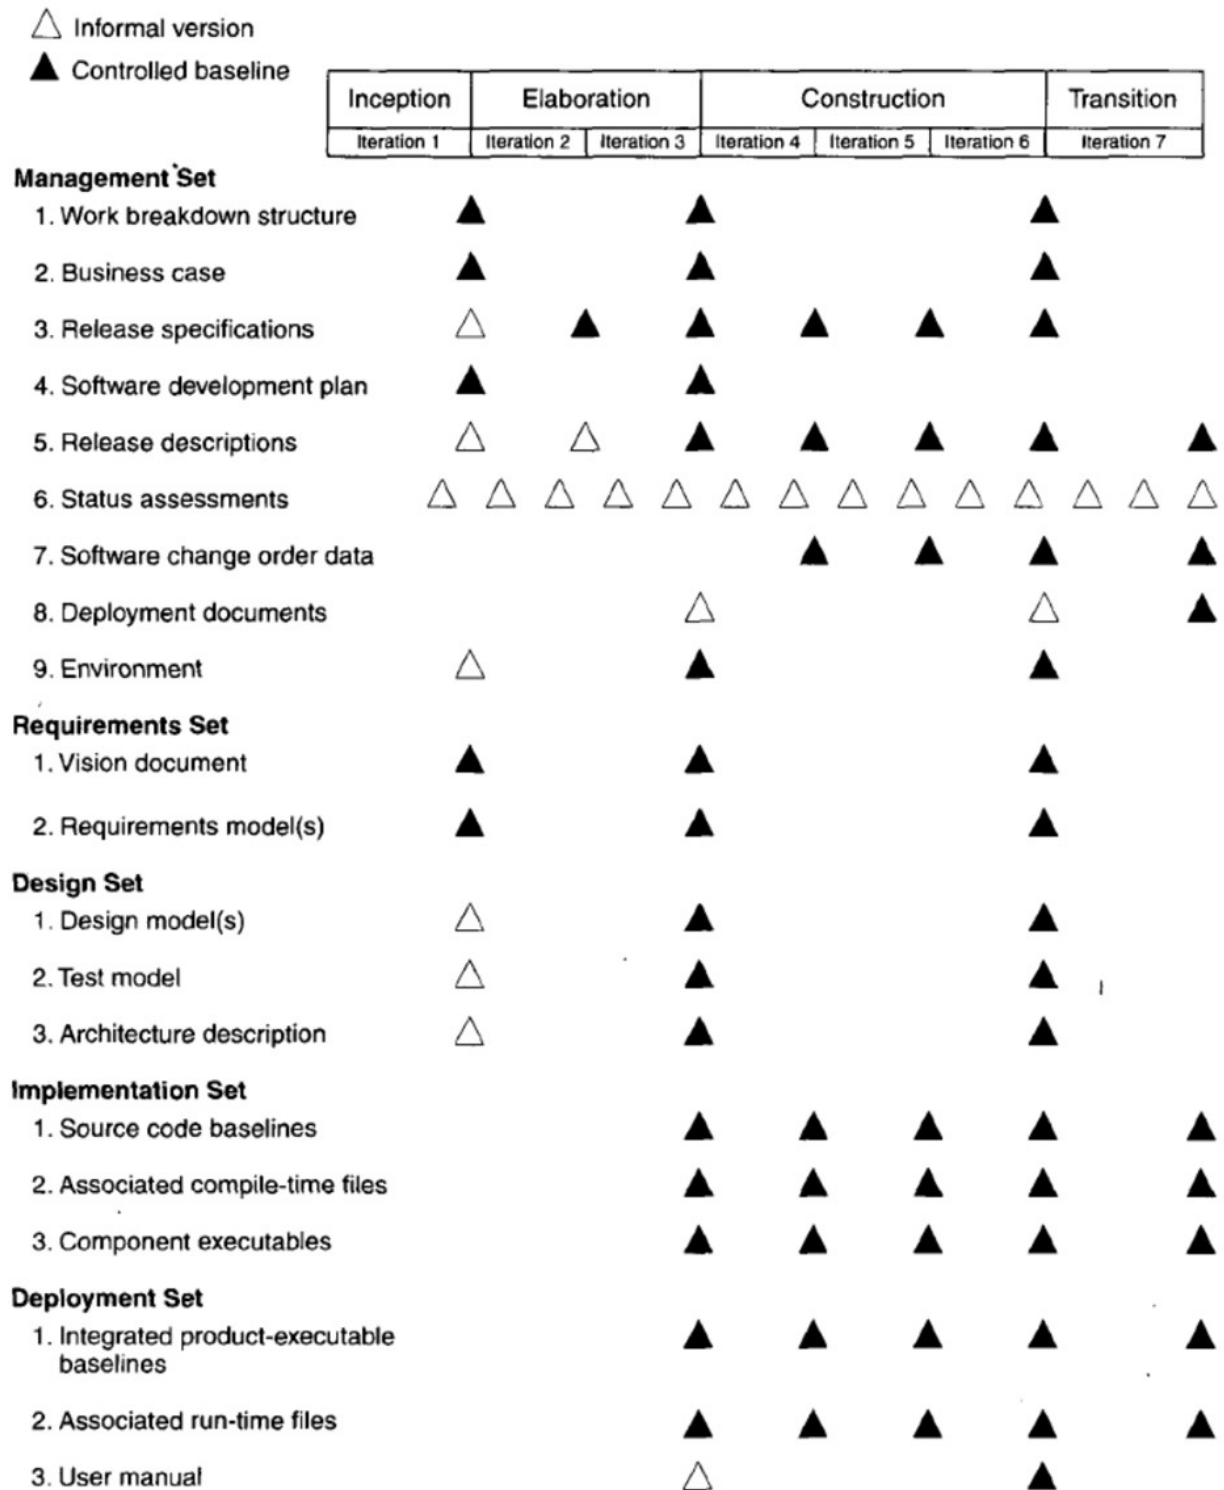 Informal version
Controlled baseline
Inception Elaboration Construction Transition
Iteration 1 Iteration 2 Iteration 3 Iteration 4 Iteration 5 Iteration 6 Iteration 7
Management Set
1. Work breakdown structure
2. Business case
3. Release specifications
4. Software development plan
5. Release descriptions
6. Status assessments
7. Software change order data
8. Deployment documents
9. Environment
Requirements Set
1. Vision document
2. Requirements model(s)
Design Set
1. Design model(s)
2. Test model
3. Architecture description
Implementation Set
1. Source code baselines
2. Associated compile-time files
3. Component executables
Deployment Set
1. Integrated product-executable
baselines
2. Associated run-time files
3. User manual